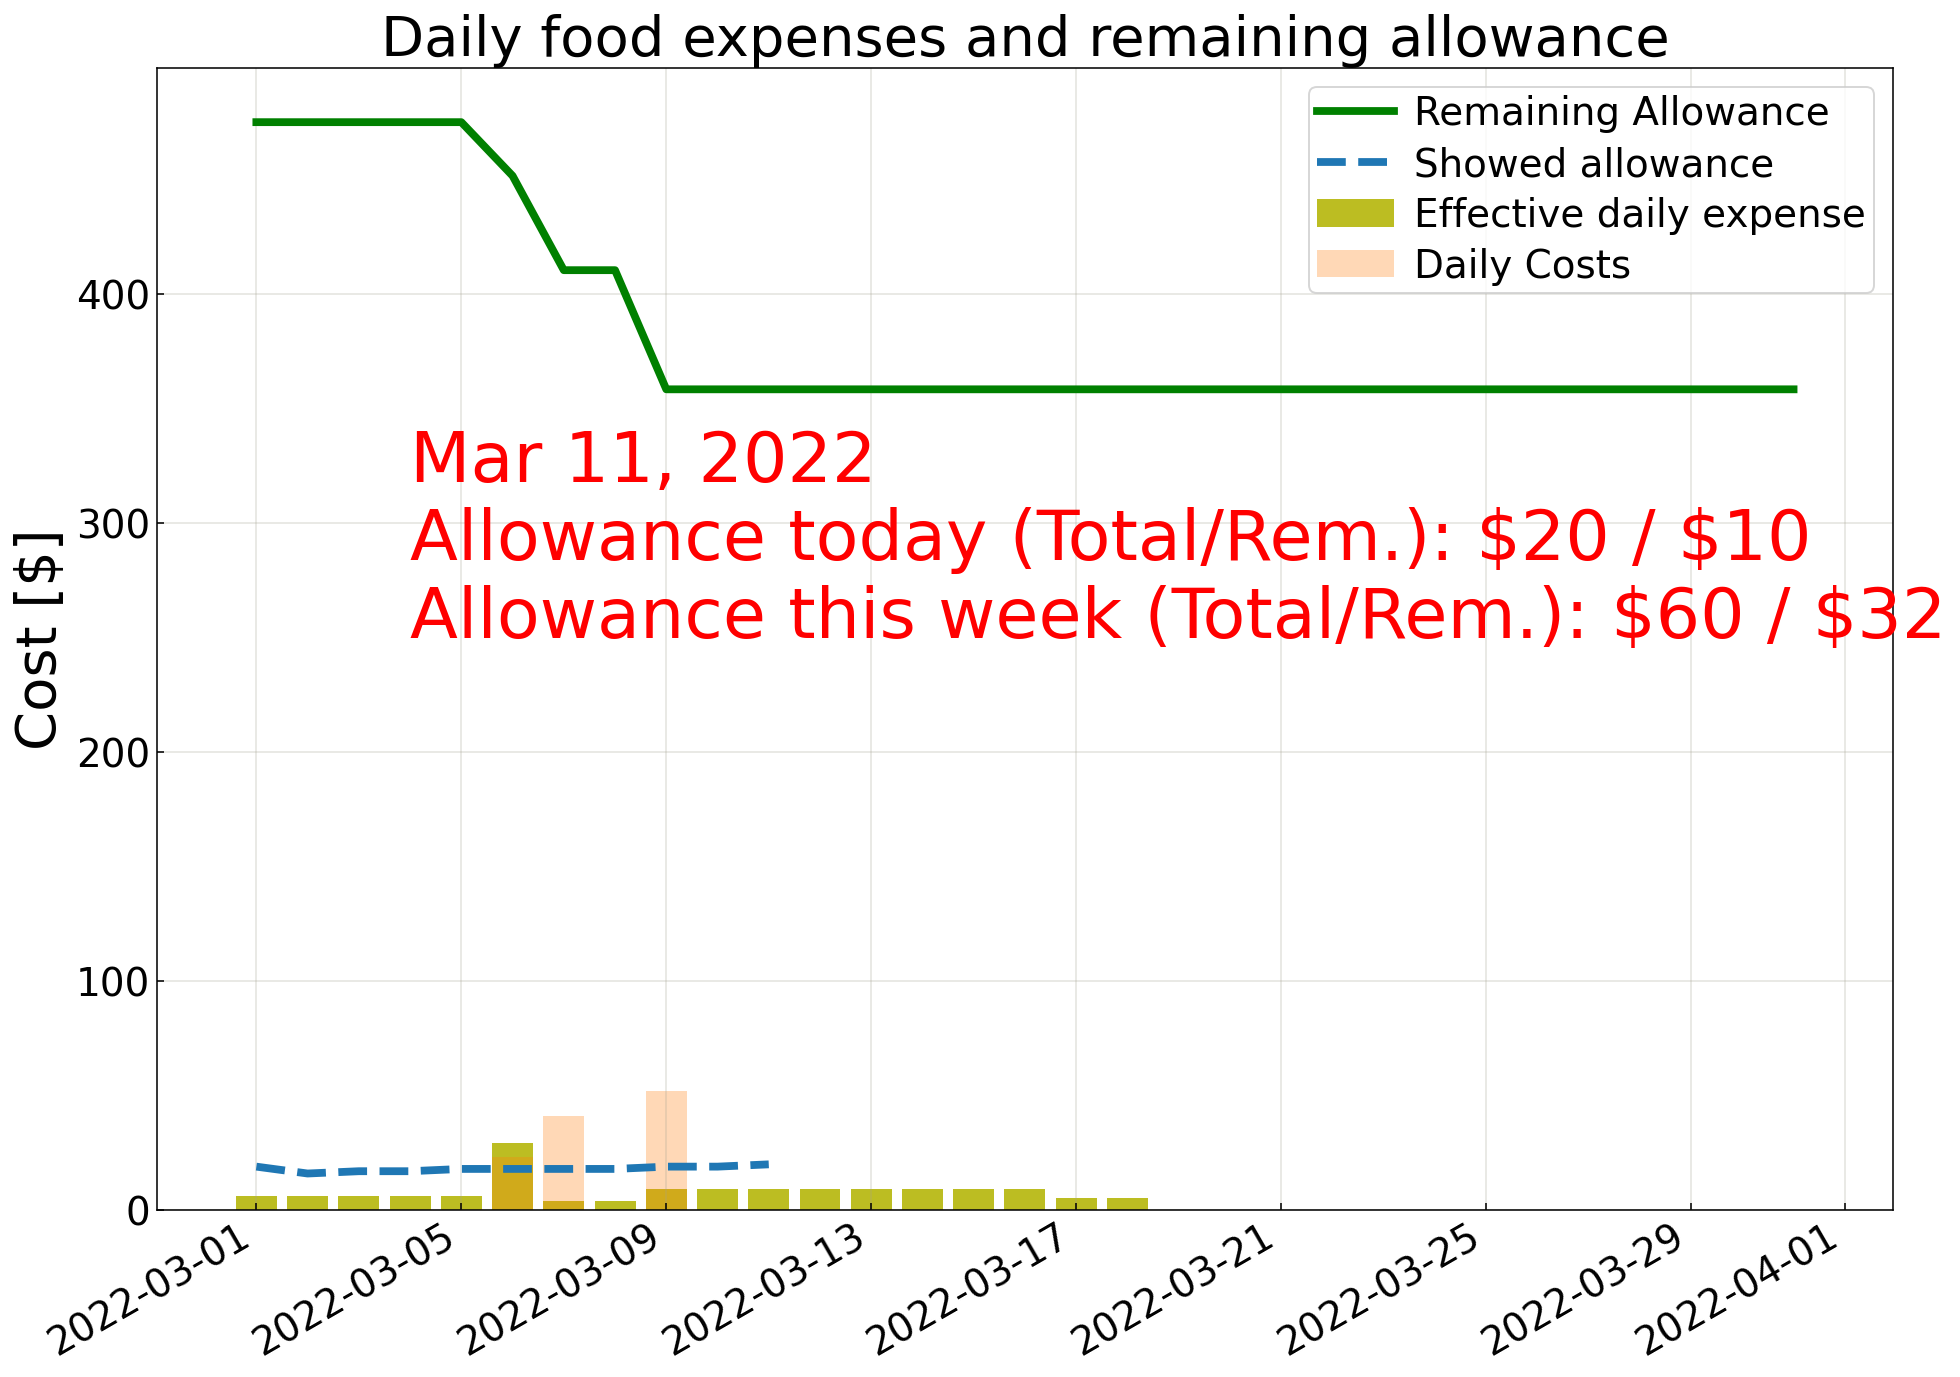 Daily food expenses and remaining allowance
Remaining Allowance
Showed allowance
Effective daily expense
Daily Costs
Cost [$]
400
300
200
100
0
Mar 11, 2022
Allowance today (Total/Rem.): $20 / $10
Allowance this week (Total/Rem.): $60 / $32
2022-03-01
2022-03-05
2022-03-09
2022-03-13
2022-03-17
2022-03-21
2022-03-25
2022-03-29
2022-04-01